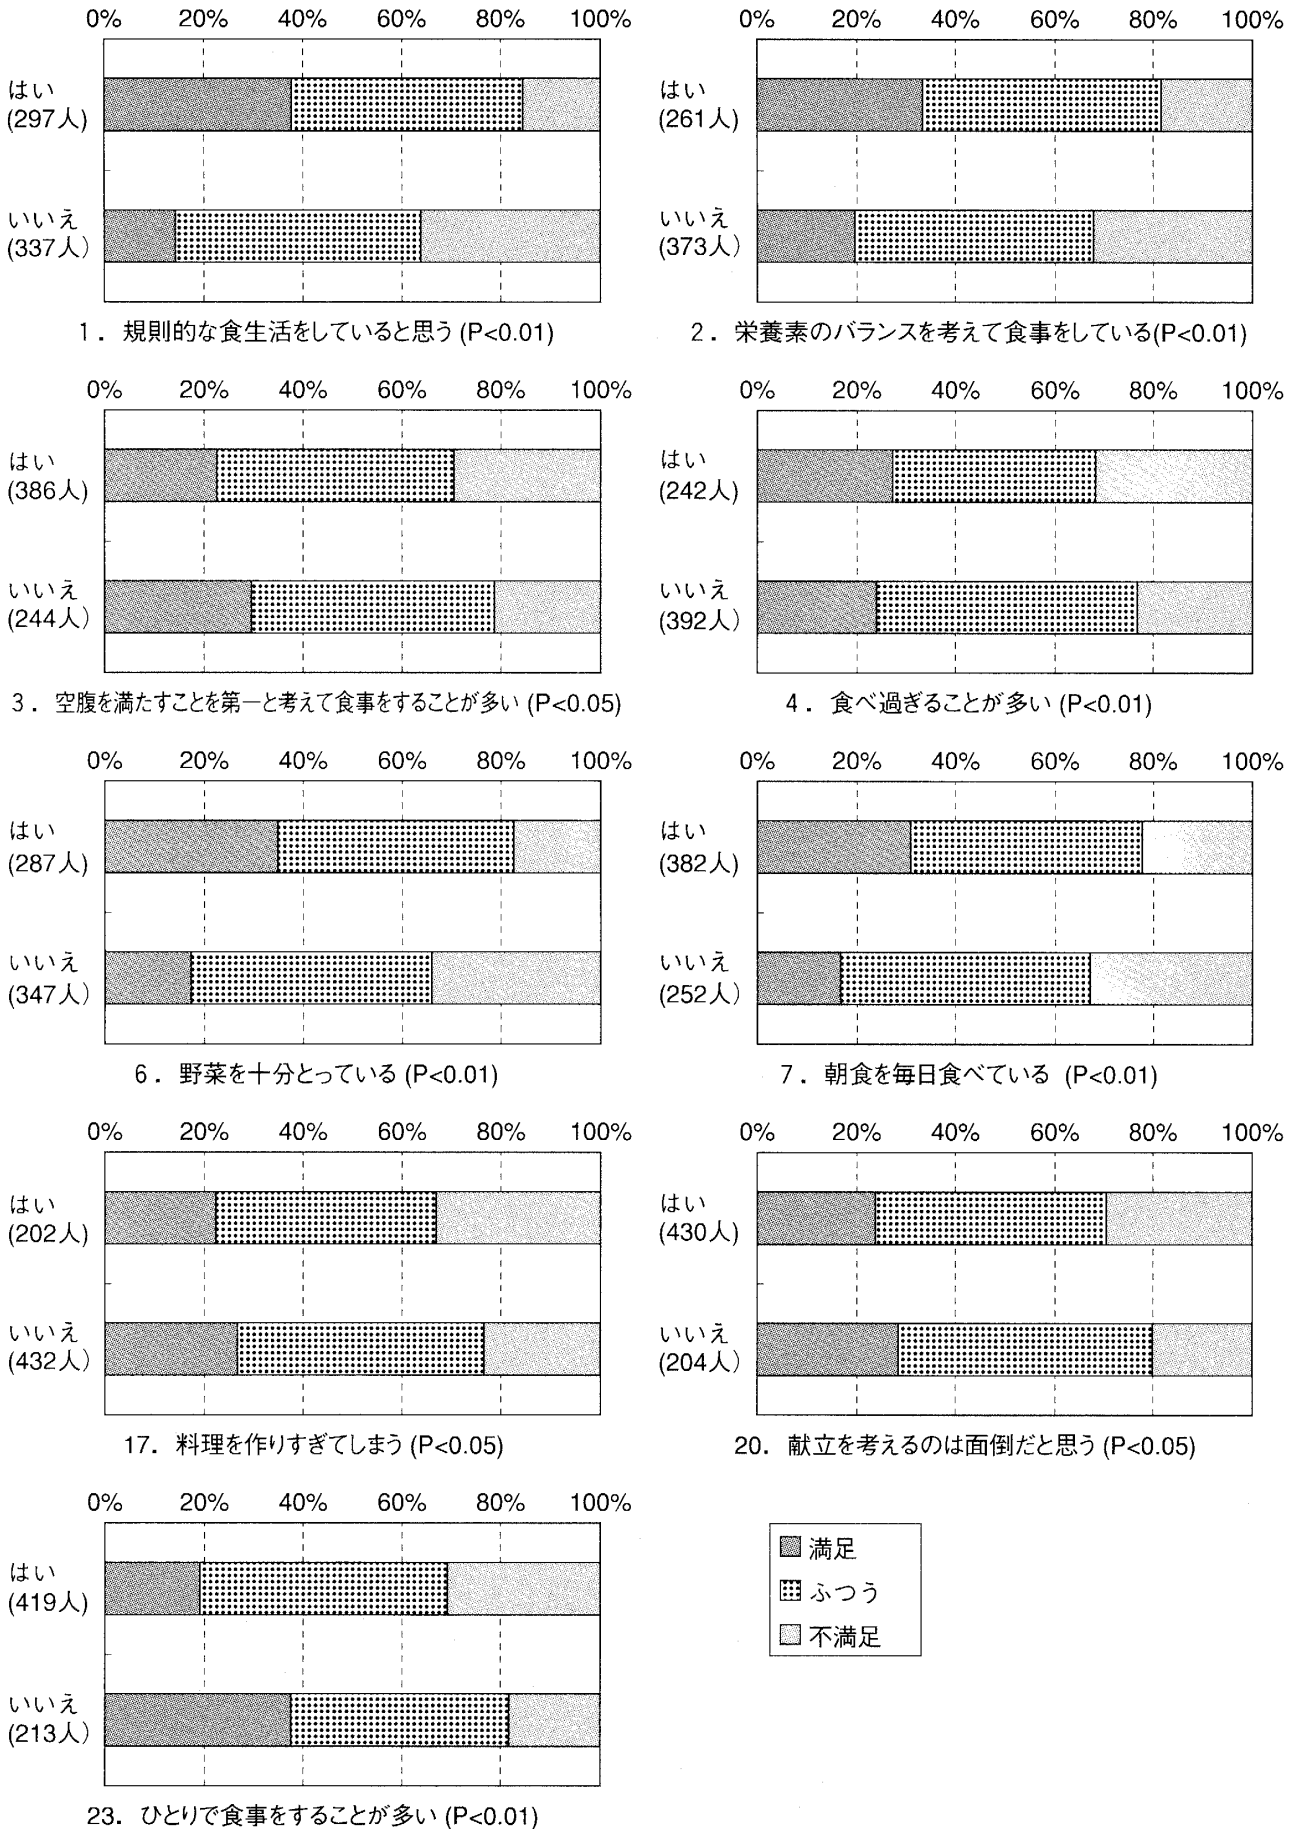 0% 20% 40% 60% 80% 100%
はい
(297人)
いいえ
(337人)
1. 規則的な食生活をしていると思う (P<0.01)
0% 20% 40% 60% 80% 100%
はい
(261人)
いいえ
(373人)
2. 栄養素のバランスを考えて食事をしている(P<0.01)
0% 20% 40% 60% 80% 100%
はい
(386人)
いいえ
(244人)
3. 空腹を満たすことを第一と考えて食事をすることが多い (P<0.05)
0% 20% 40% 60% 80% 100%
はい
(242人)
いいえ
(392人)
4. 食べ過ぎることが多い (P<0.01)
0% 20% 40% 60% 80% 100%
はい
(287人)
いいえ
(347人)
6. 野菜を十分とっている (P<0.01)
0% 20% 40% 60% 80% 100%
はい
(382人)
いいえ
(252人)
7. 朝食を毎日食べている (P<0.01)
0% 20% 40% 60% 80% 100%
はい
(202人)
いいえ
(432人)
17. 料理を作りすぎてしまう (P<0.05)
0% 20% 40% 60% 80% 100%
はい
(430人)
いいえ
(204人)
20. 献立を考えるのは面倒だと思う (P<0.05)
0% 20% 40% 60% 80% 100%
はい
(419人)
いいえ
(213人)
23. ひとりで食事をすることが多い (P<0.01)
満足
ふつう
不満足